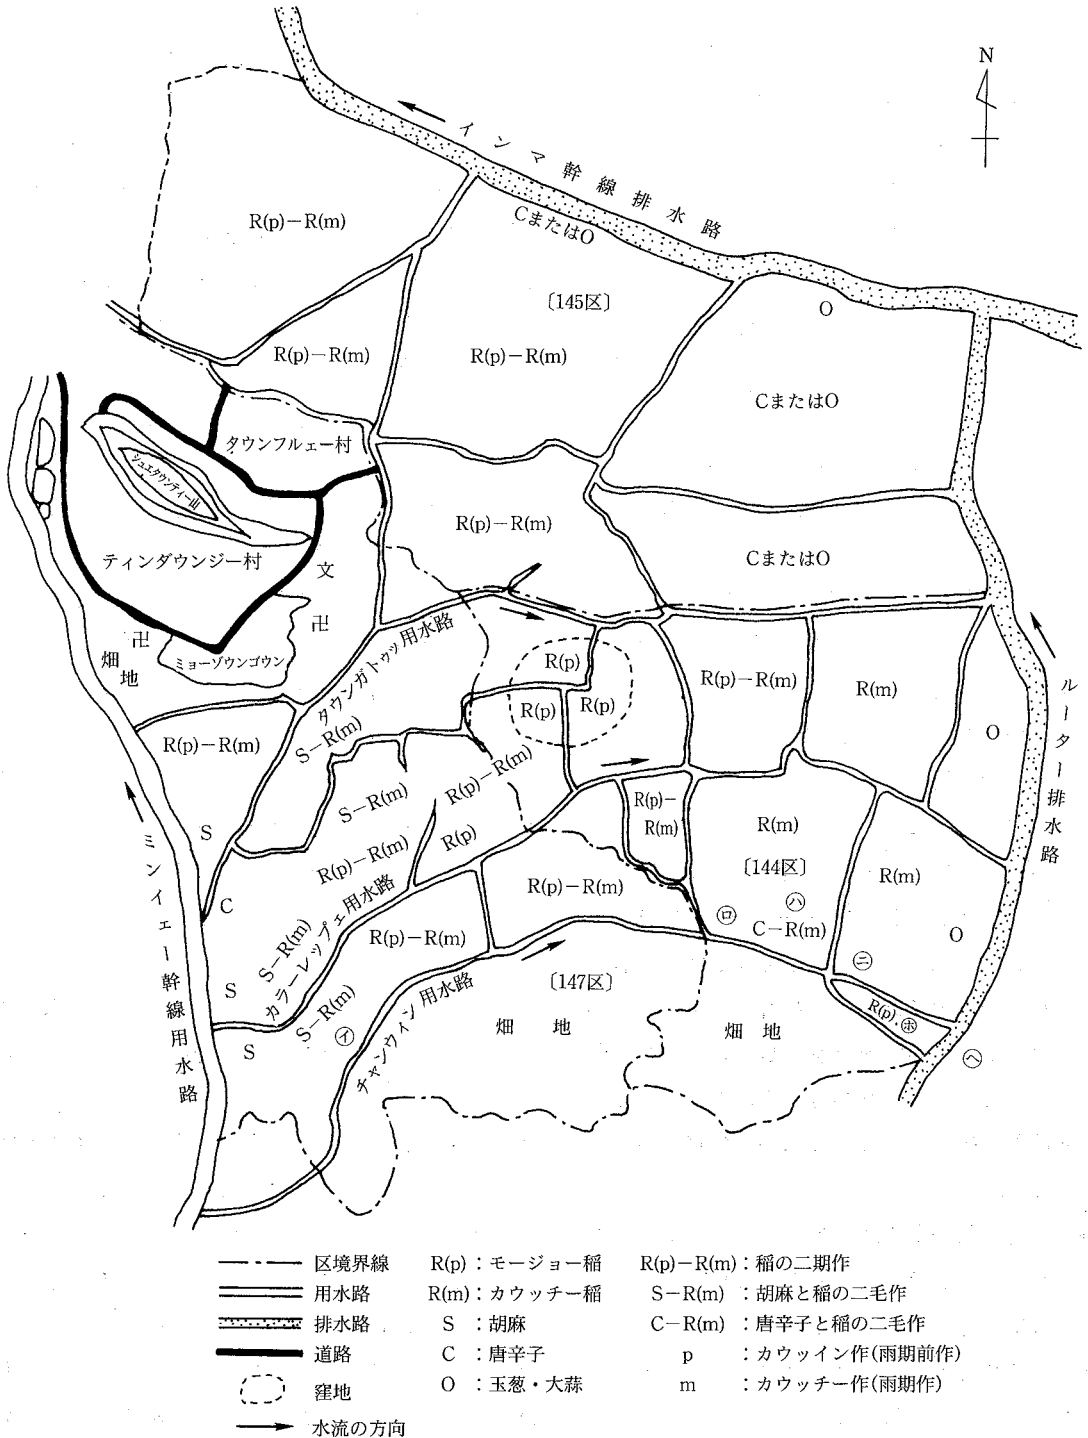 N
インマ幹線排水路
CまたはO
R(p)−R(m)
〔145区〕
O
R(p)−R(m)
R(p)−R(m)
CまたはO
タウンフルェー村
シュエタウンティー山
R(p)−R(m)
ティンダウンジー村
文
CまたはO
卍
卍
畑地
ミョーゾウンゴウン
タウンガトゥッツ用水路
R(p)
R(p)−R(m)
R(m)
ルーター排水路
R(p)
R(p)
O
R(p)−R(m)
S−R(m)
R(p)−R(m)
S−R(m)
R(p)−
R(m)
S
R(p)
R(m)
ミンイェー幹線用水路
R(p)−R(m)
〔144区〕
R(m)
R(p)−R(m)
C
カラーレップェ用水路
㋺
㋩
C−R(m)
S−R(m)
R(p)−R(m)
O
㋥
S
〔147区〕
チャンウィン用水路
S−R(m)
R(p)
㋭
畑地
畑地
㋑
S
㋬
区境界線
R(p)：モージョー稲
R(p)−R(m)：稲の二期作
用水路
R(m)：カウッチー稲
S−R(m)：胡麻と稲の二毛作
排水路
S：胡麻
C−R(m)：唐辛子と稲の二毛作
道路
C：唐辛子
p：カウッイン作(雨期前作)
窪地
O：玉葱・大蒜
m：カウッチー作(雨期作)
水流の方向